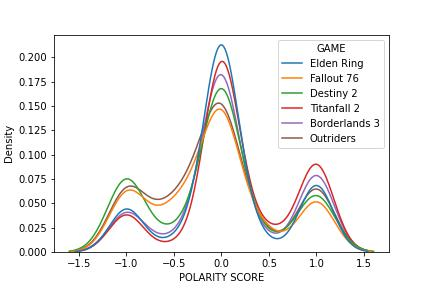 GAME
Elden Ring
Fallout 76
Destiny 2
Titanfall 2
Borderlands 3
Outriders
Density
0.200
0.175
0.150
0.125
0.100
0.075
0.050
0.025
0.000
−1.5 −1.0 −0.5 0.0 0.5 1.0 1.5
POLARITY SCORE